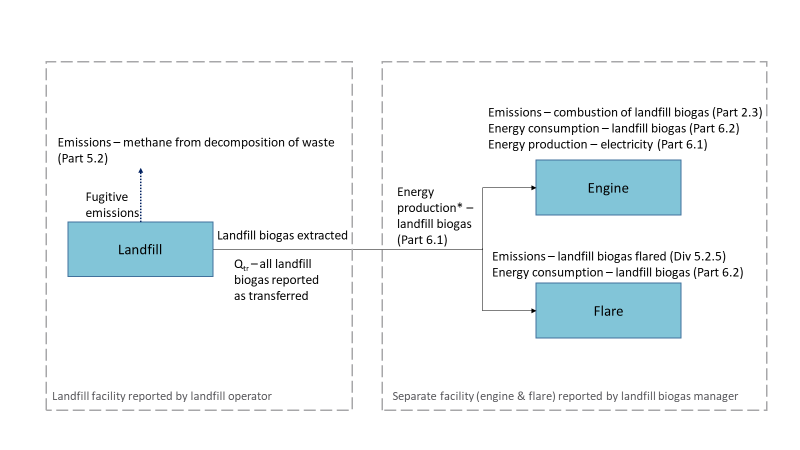 Emissions – methane from decomposition of waste
(Part 5.2)
Fugitive
emissions
Landfill
Landfill biogas extracted
Qtr – all landfill
biogas reported
as transferred
Landfill facility reported by landfill operator
Emissions – combustion of landfill biogas (Part 2.3)
Energy consumption – landfill biogas (Part 6.2)
Energy production – electricity (Part 6.1)
Engine
Energy
production* –
landfill biogas
(Part 6.1)
Emissions – landfill biogas flared (Div 5.2.5)
Energy consumption – landfill biogas (Part 6.2)
Flare
Separate facility (engine & flare) reported by landfill biogas manager